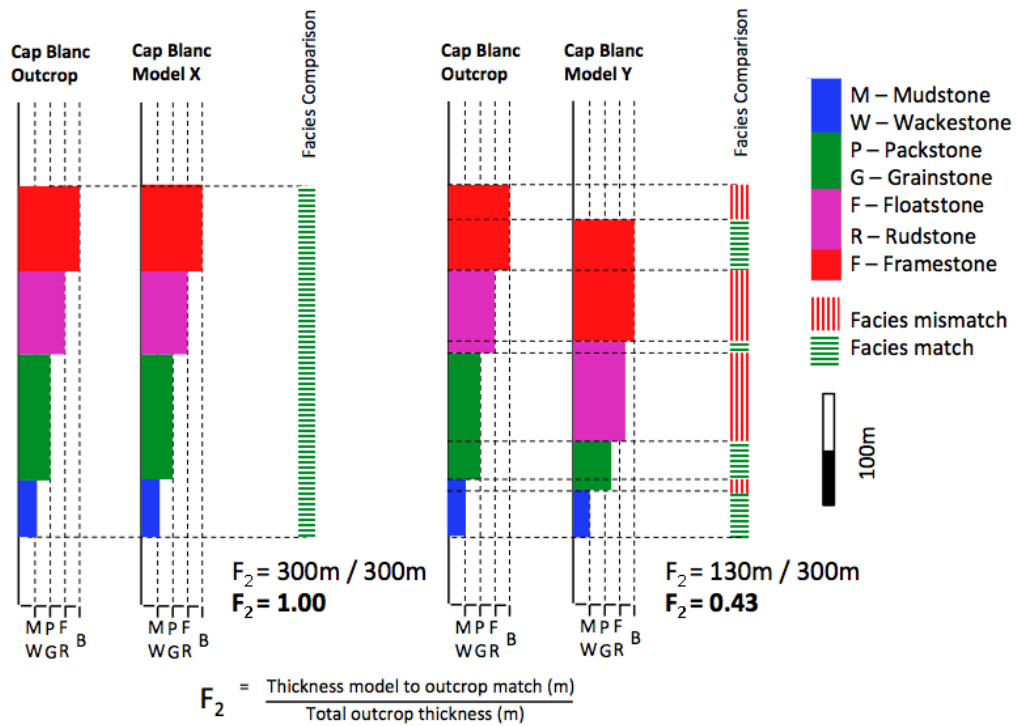 Cap Blanc
Outcrop
Cap Blanc
Model X
Facies Comparison
Cap Blanc
Outcrop
Cap Blanc
Model Y
Facies Comparison
M – Mudstone
W – Wackestone
P – Packstone
G – Grainstone
F – Floatstone
R – Rudstone
F – Framestone
Facies mismatch
Facies match
100m
F2 = 300m / 300m
F2 = 1.00
F2 = 130m / 300m
F2 = 0.43
M P F B
W G R
M P F B
W G R
M P F B
W G R
M P F B
W G R
F2 = Thickness model to outcrop match (m)
Total outcrop thickness (m)